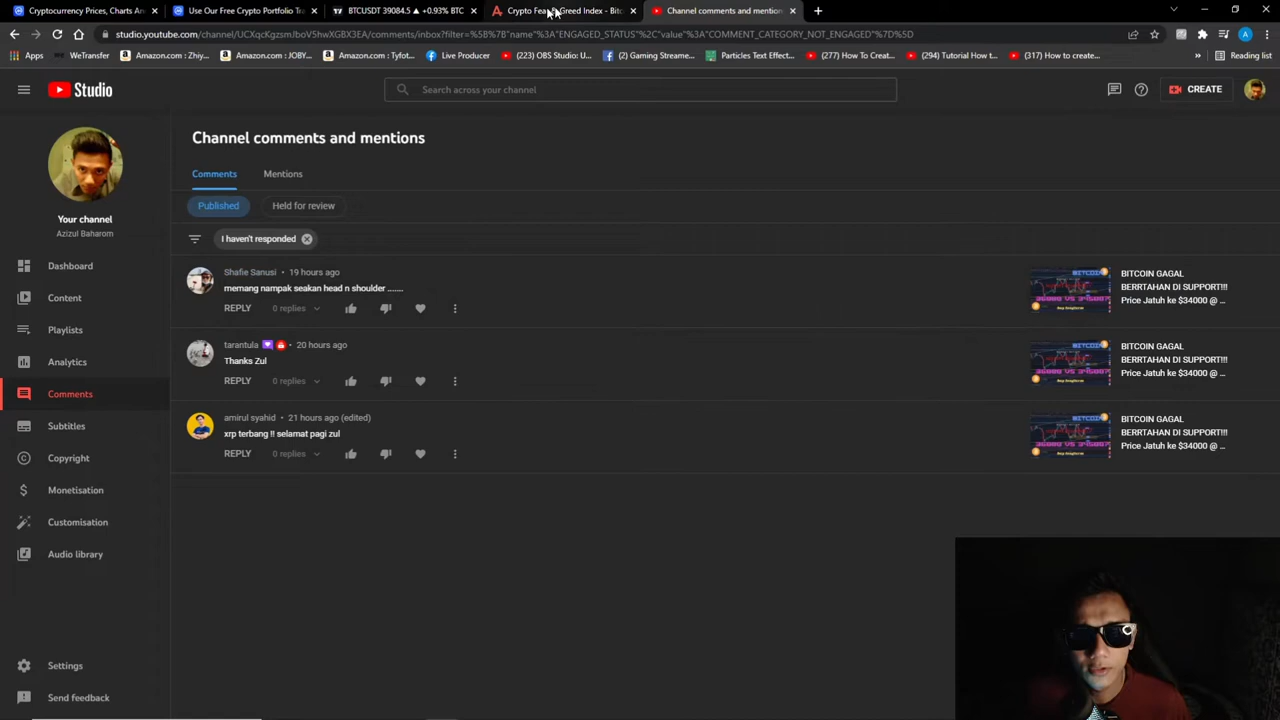 Cryptocurrency Prices, Charts An
Use Our Free Crypto Portfolio Tra
BTCUSDT 39084.5 ▲ +0.93% BTC
Crypto Fear & Greed Index - Bitc
Channel comments and mention
studio.youtube.com/channel/UCXqcKgzsmJboV5hwXGBX3EA/comments/inbox?filter=%5B%7B"name"%3A"ENGAGED_STATUS"%2C"value"%3A"COMMENT_CATEGORY_NOT_ENGAGED"%7D%5D
A
Apps
WeTransfer
Amazon.com : Zhiy...
Amazon.com: JOBY...
Amazon.com : Tyfot...
Live Producer
(223) OBS Studio: U...
(2) Gaming Streame...
Particles Text Effect...
(277) How To Creat...
(294) Tutorial How t...
(317) How to create...
»
Reading list
Studio
Search across your channel
CREATE
Your channel
Azizul Baharom
Dashboard
Content
Playlists
Analytics
Comments
Subtitles
Copyright
Monetisation
Customisation
Audio library
Settings
Send feedback
Channel comments and mentions
Comments
Mentions
Published
Held for review
I haven't responded
Shafie Sanusi • 19 hours ago
memang nampak seakan head n shoulder .......
REPLY
0 replies
BITCOIN GAGAL
BERRTAHAN DI SUPPORT!!!
Price Jatuh ke $34000 @ ...
tarantula • 20 hours ago
Thanks Zul
REPLY
0 replies
BITCOIN GAGAL
BERRTAHAN DI SUPPORT!!!
Price Jatuh ke $34000 @ ...
amirul syahid • 21 hours ago (edited)
xrp terbang !! selamat pagi zul
REPLY
0 replies
BITCOIN GAGAL
BERRTAHAN DI SUPPORT!!!
Price Jatuh ke $34000 @ ...